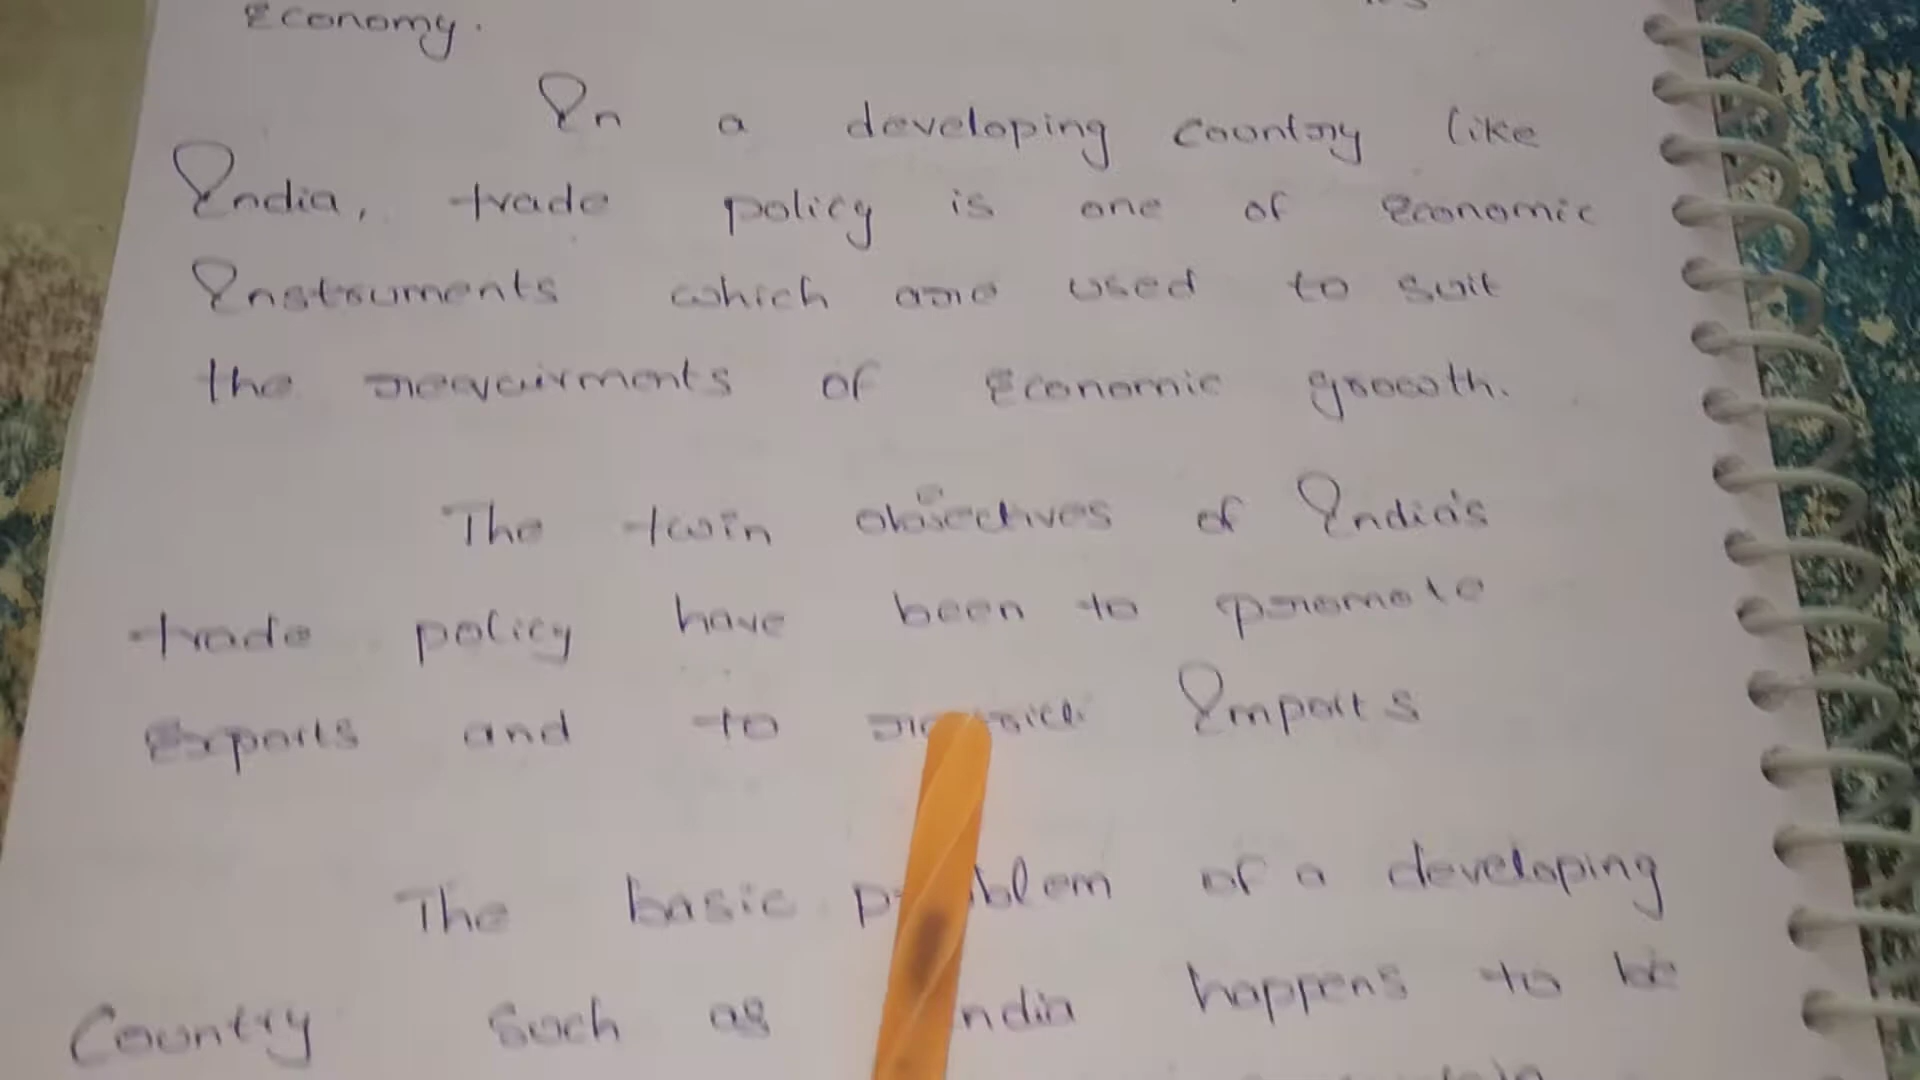 Economy.
In a developing country like
India, trade policy is one of Economic
Instruments which are used to suit
the requirments of Economic growth.
The twin objectives of India's
trade policy have been to promote
Exports and to Imports
The basic problem of a developing
Country such as India happens to be